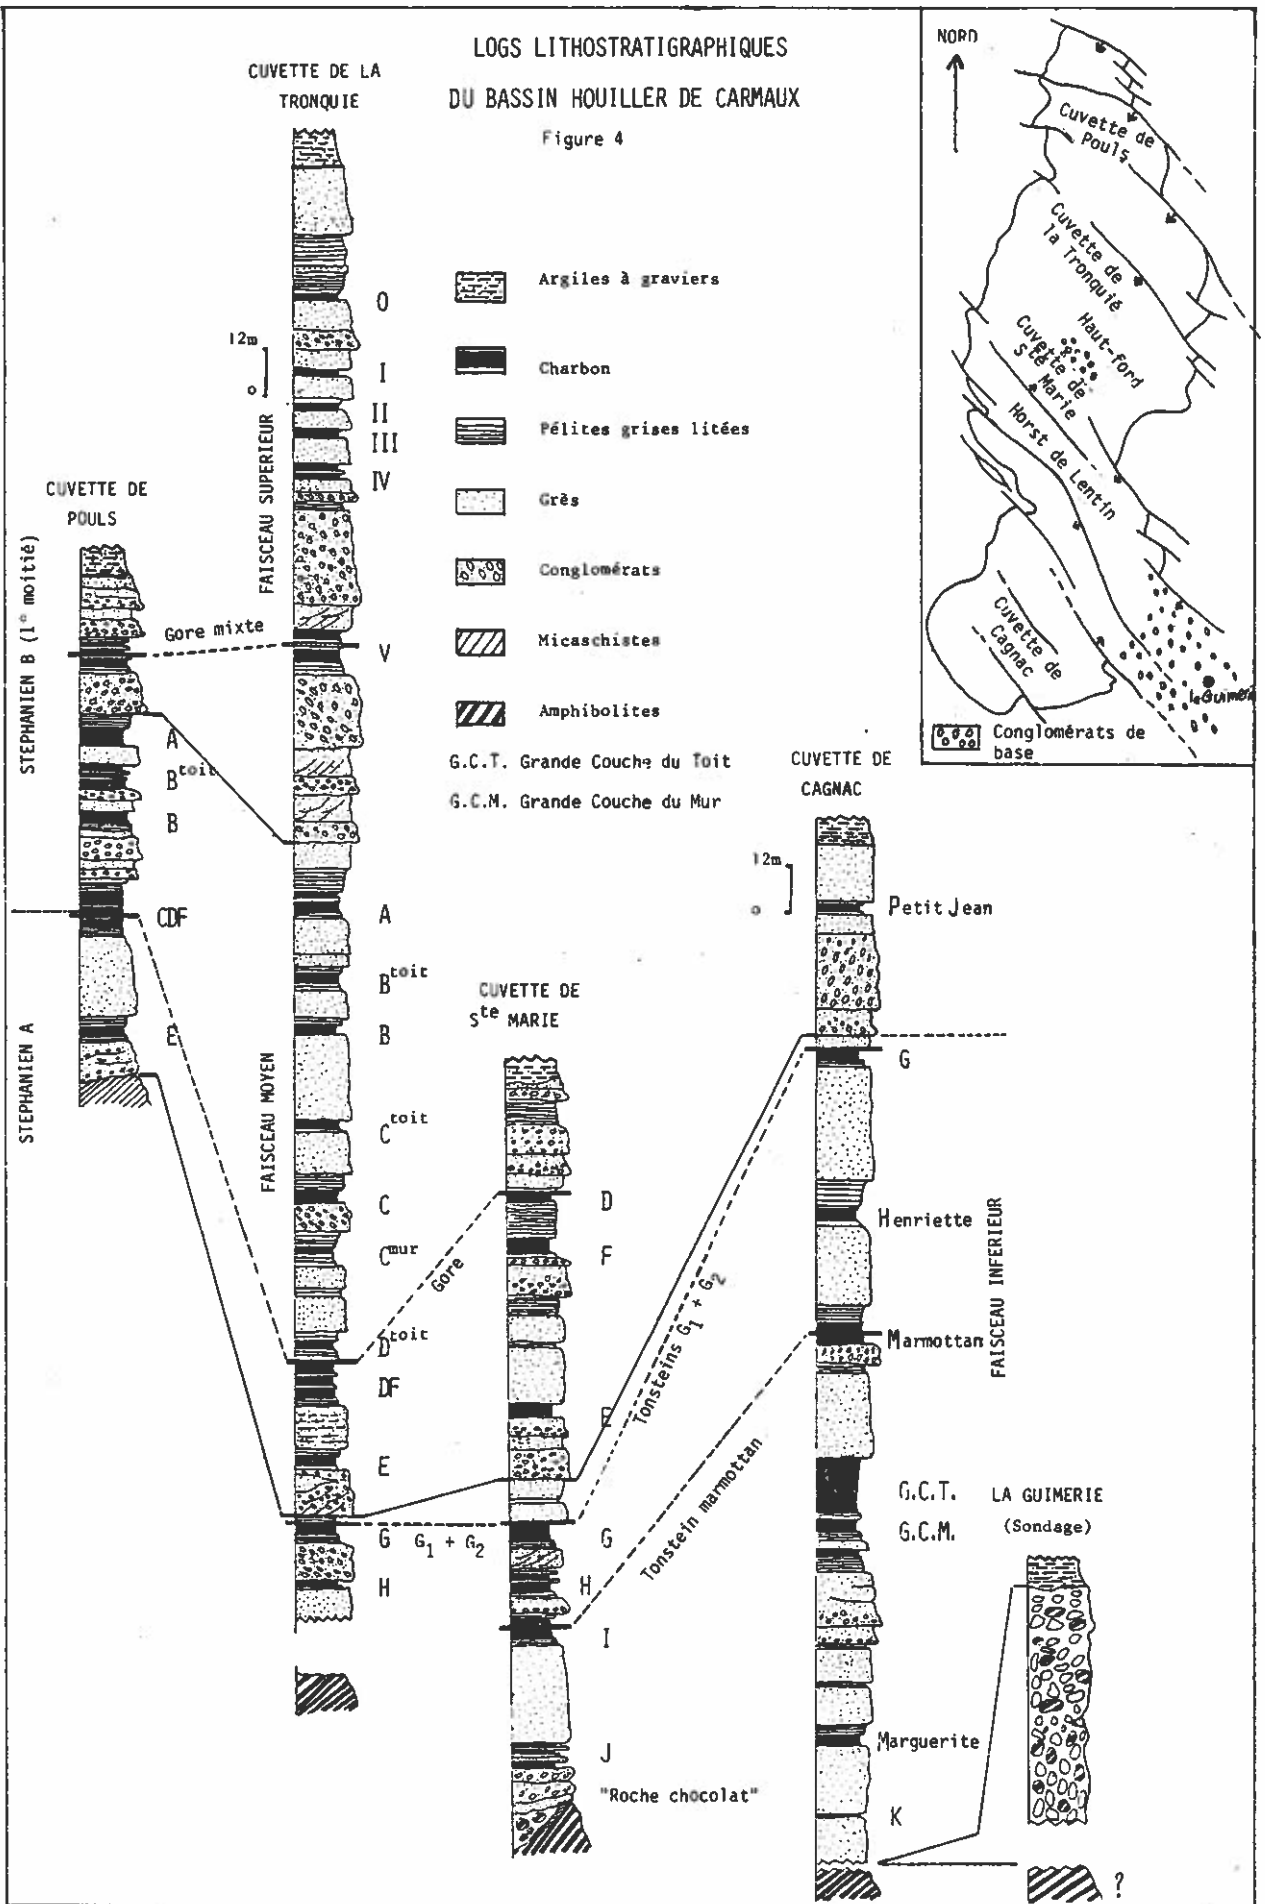 LOGS LITHOSTRATIGRAPHIQUES
DU BASSIN HOUILLER DE CARMAUX
Figure 4
CUVETTE DE LA
TRONQUIE
O
12m
o
I
II
III
IV
V
FAISCEAU SUPERIEUR
FAISCEAU MOYEN
A
B toit
B
C toit
C
C mur
D toit
DF
E
G
H
CUVETTE DE
POULS
STEPHANIEN B (1° moitié)
STEPHANIEN A
Gore mixte
A
B toit
B
CDF
E
Argiles à graviers
Charbon
Pélites grises litées
Grès
Conglomérats
Micaschistes
Amphibolites
G.C.T. Grande Couche du Toit
G.C.M. Grande Couche du Mur
CUVETTE DE
Ste MARIE
Gore
D
F
E
G1 + G2
G
H
I
J
"Roche chocolat"
Tonsteins G1 + G2
Tonstein marmottan
CUVETTE DE
CAGNAC
12m
o
Petit Jean
G
Henriette
Marmottan
FAISCEAU INFERIEUR
G.C.T.
G.C.M.
Marguerite
K
LA GUIMERIE
(Sondage)
?
NORD
Cuvette de
Pouls
Cuvette de
la Tronquié
Haut-fond
Cuvette de
Ste Marie
Horst de Lentin
Cuvette de
Cagnac
Conglomérats de
base